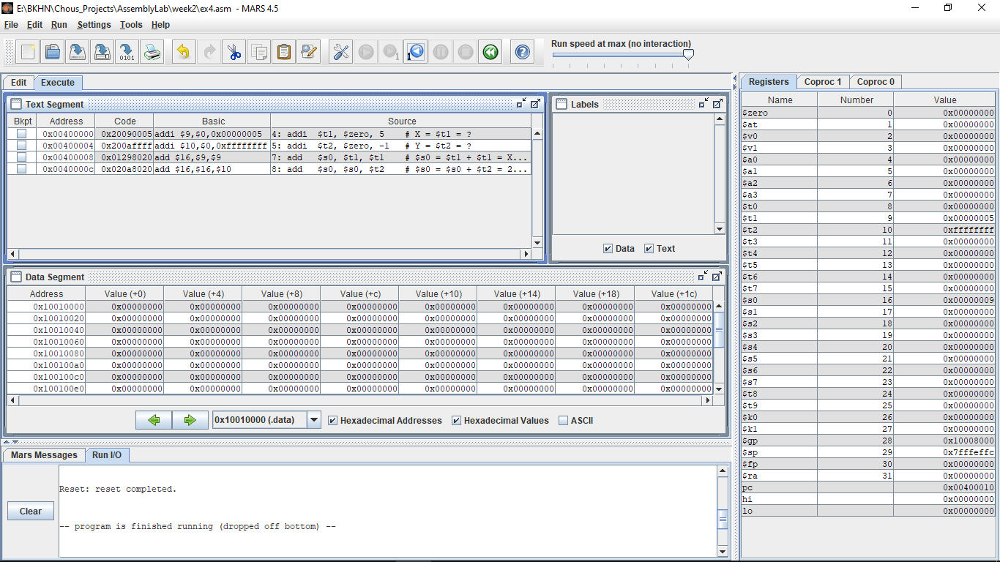 E:\BKHN\Chous_Projects\AssemblyLab\week2\ex4.asm - MARS 4.5
File Edit Run Settings Tools Help
Run speed at max (no interaction)
Edit Execute
Text Segment
Bkpt Address Code Basic Source
0x00400000 0x20090005 addi $9,$0,0x00000005 4: addi $t1, $zero, 5 # X = $t1 = ?
0x00400004 0x200affff addi $10,$0,0xffffffff 5: addi $t2, $zero, -1 # Y = $t2 = ?
0x00400008 0x01298020 add $16,$9,$9 7: add $s0, $t1, $t1 # $s0 = $t1 + $t1 = X...
0x0040000c 0x020a8020 add $16,$16,$10 8: add $s0, $s0, $t2 # $s0 = $s0 + $t2 = 2...
Labels
Data Text
Data Segment
Address Value (+0) Value (+4) Value (+8) Value (+c) Value (+10) Value (+14) Value (+18) Value (+1c)
0x10010000 0x00000000 0x00000000 0x00000000 0x00000000 0x00000000 0x00000000 0x00000000 0x00000000
0x10010020 0x00000000 0x00000000 0x00000000 0x00000000 0x00000000 0x00000000 0x00000000 0x00000000
0x10010040 0x00000000 0x00000000 0x00000000 0x00000000 0x00000000 0x00000000 0x00000000 0x00000000
0x10010060 0x00000000 0x00000000 0x00000000 0x00000000 0x00000000 0x00000000 0x00000000 0x00000000
0x10010080 0x00000000 0x00000000 0x00000000 0x00000000 0x00000000 0x00000000 0x00000000 0x00000000
0x100100a0 0x00000000 0x00000000 0x00000000 0x00000000 0x00000000 0x00000000 0x00000000 0x00000000
0x100100c0 0x00000000 0x00000000 0x00000000 0x00000000 0x00000000 0x00000000 0x00000000 0x00000000
0x100100e0 0x00000000 0x00000000 0x00000000 0x00000000 0x00000000 0x00000000 0x00000000 0x00000000
0x10010000 (.data) Hexadecimal Addresses Hexadecimal Values ASCII
Mars Messages Run I/O
Reset: reset completed.
-- program is finished running (dropped off bottom) --
Clear
Registers Coproc 1 Coproc 0
Name Number Value
$zero 0 0x00000000
$at 1 0x00000000
$v0 2 0x00000000
$v1 3 0x00000000
$a0 4 0x00000000
$a1 5 0x00000000
$a2 6 0x00000000
$a3 7 0x00000000
$t0 8 0x00000000
$t1 9 0x00000005
$t2 10 0xffffffff
$t3 11 0x00000000
$t4 12 0x00000000
$t5 13 0x00000000
$t6 14 0x00000000
$t7 15 0x00000000
$s0 16 0x00000009
$s1 17 0x00000000
$s2 18 0x00000000
$s3 19 0x00000000
$s4 20 0x00000000
$s5 21 0x00000000
$s6 22 0x00000000
$s7 23 0x00000000
$t8 24 0x00000000
$t9 25 0x00000000
$k0 26 0x00000000
$k1 27 0x00000000
$gp 28 0x10008000
$sp 29 0x7fffeffc
$fp 30 0x00000000
$ra 31 0x00000000
pc 0x00400010
hi 0x00000000
lo 0x00000000